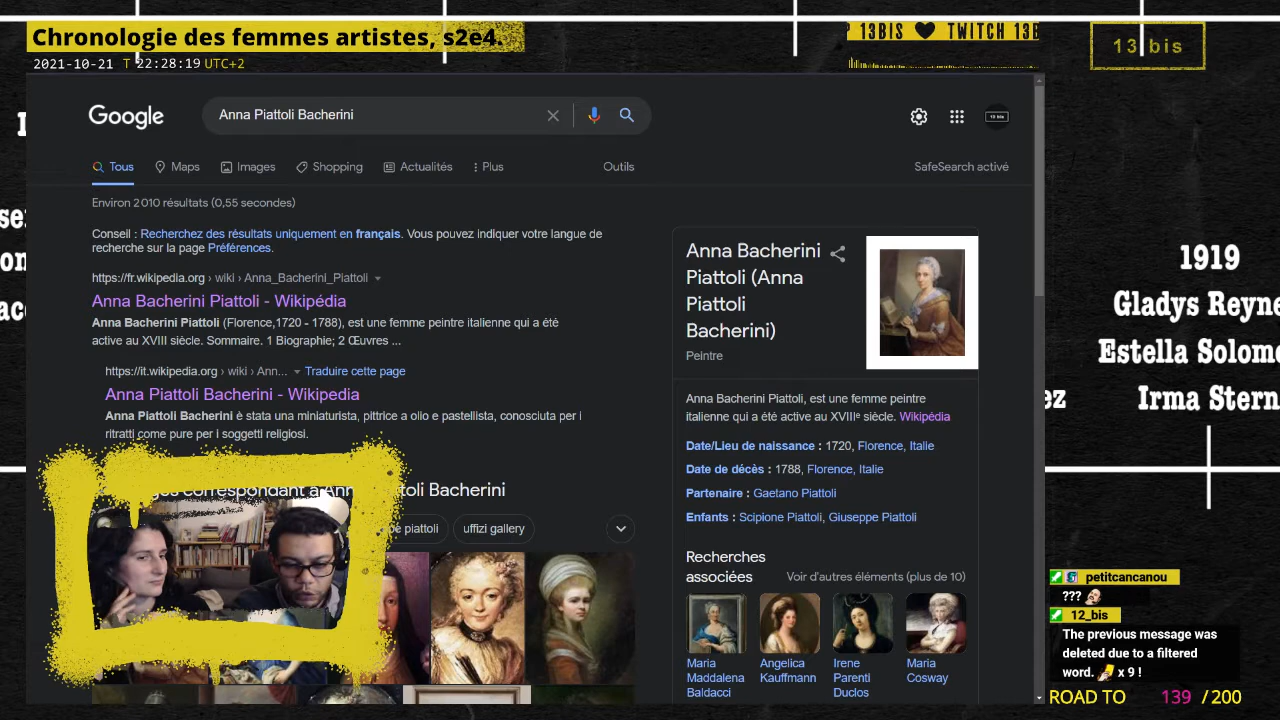 Chronologie des femmes artistes, s2e4.
2021-10-21 T 22:28:19 UTC+2
13BIS TWITCH 13B
13 bis
Google
Anna Piattoli Bacherini
Tous Maps Images Shopping Actualités Plus Outils SafeSearch activé
Environ 2 010 résultats (0,55 secondes)
Conseil : Recherchez des résultats uniquement en français. Vous pouvez indiquer votre langue de
recherche sur la page Préférences.
https://fr.wikipedia.org › wiki › Anna_Bacherini_Piattoli
Anna Bacherini Piattoli - Wikipédia
Anna Bacherini Piattoli (Florence,1720 - 1788), est une femme peintre italienne qui a été
active au XVIII siècle. Sommaire. 1 Biographie; 2 Œuvres ...
https://it.wikipedia.org › wiki › Ann... Traduire cette page
Anna Piattoli Bacherini - Wikipedia
Anna Piattoli Bacherini è stata una miniaturista, pittrice a olio e pastellista, conosciuta per i
ritratti come pure per i soggetti religiosi.
correspondant à Ann toli Bacherini
piattoli uffizi gallery
Anna Bacherini
Piattoli (Anna
Piattoli
Bacherini)
Peintre
Anna Bacherini Piattoli, est une femme peintre
italienne qui a été active au XVIIIᵉ siècle. Wikipédia
Date/Lieu de naissance : 1720, Florence, Italie
Date de décès : 1788, Florence, Italie
Partenaire : Gaetano Piattoli
Enfants : Scipione Piattoli, Giuseppe Piattoli
Recherches
associées
Voir d'autres éléments (plus de 10)
Maria
Maddalena
Baldacci
Angelica
Kauffmann
Irene
Parenti
Duclos
Maria
Cosway
1919
Gladys Reyne
Estella Solom
Irma Stern
ez
petitcancanou
???
12_bis
The previous message was
deleted due to a filtered
word. x 9 !
ROAD TO 139 / 200